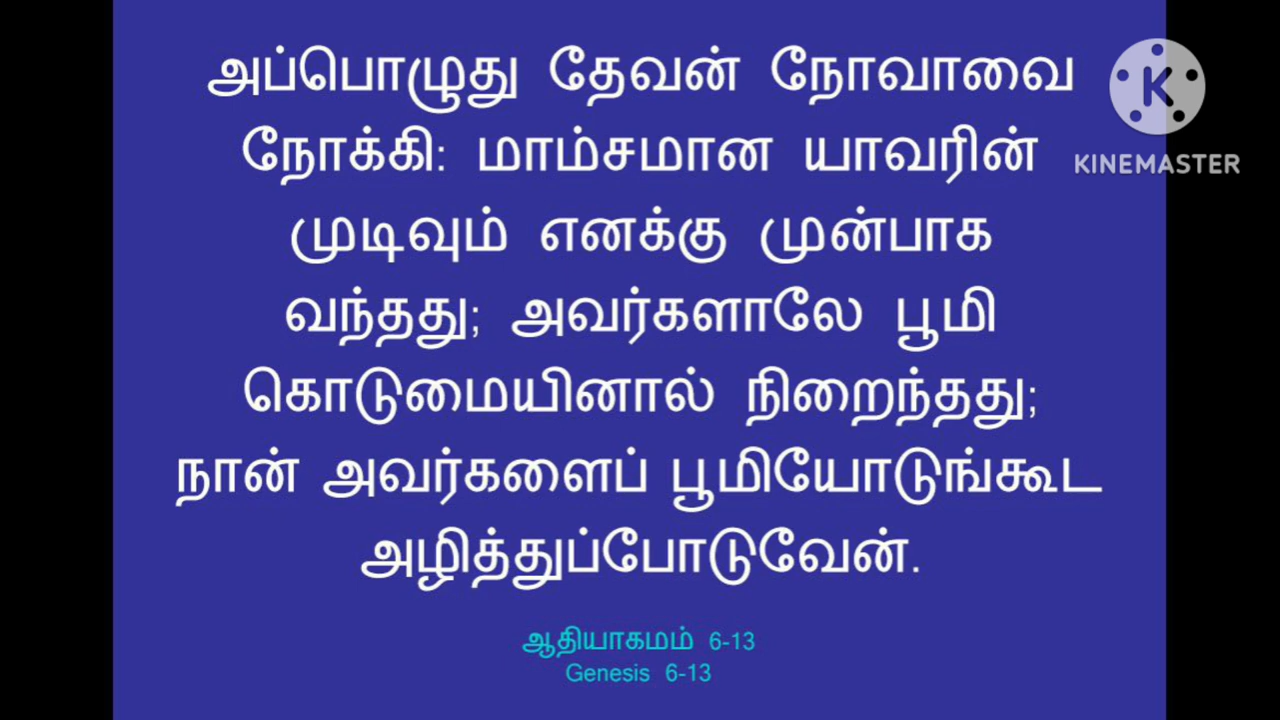 அப்பொழுது தேவன் நோவாவை
நோக்கி: மாம்சமான யாவரின்
முடிவும் எனக்கு முன்பாக
வந்தது; அவர்களாலே பூமி
கொடுமையினால் நிறைந்தது;
நான் அவர்களைப் பூமியோடுங்கூட
அழித்துப்போடுவேன்.
ஆதியாகமம் 6-13
Genesis 6-13
K
KINEMASTER